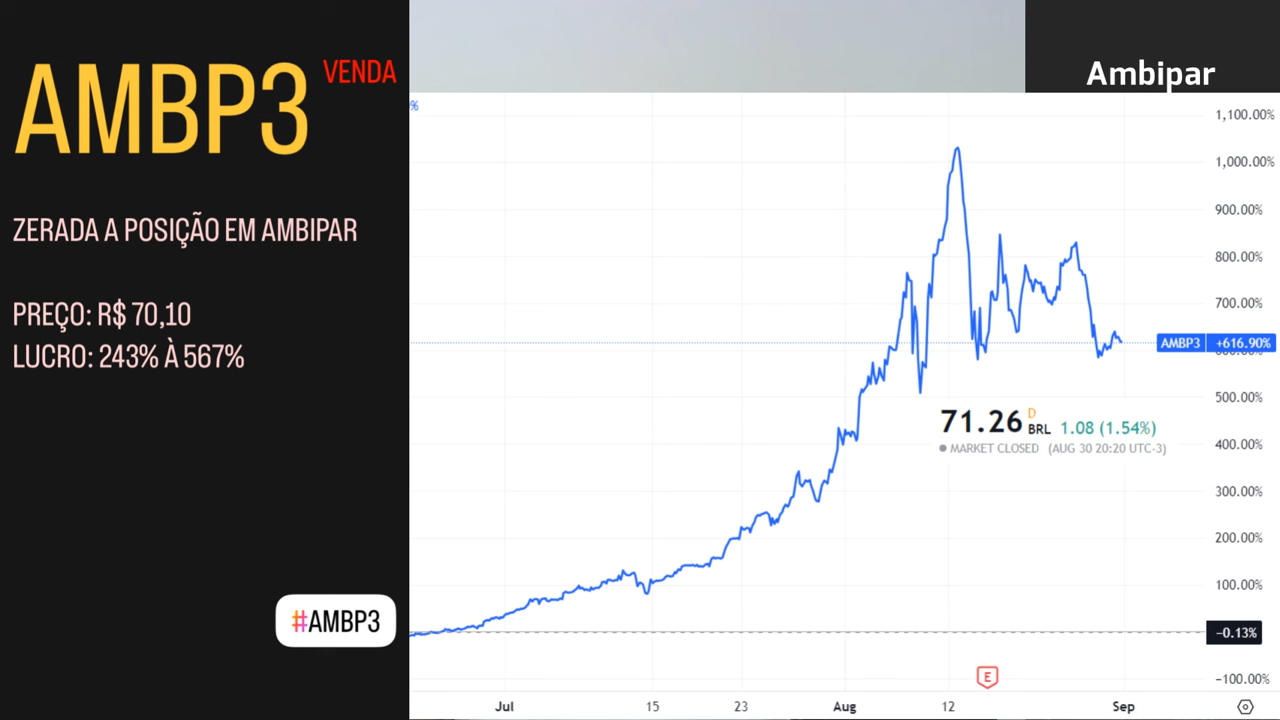 AMBP3 VENDA
ZERADA A POSIÇÃO EM AMBIPAR
PREÇO: R$ 70,10
LUCRO: 243% À 567%
#AMBP3
Ambipar
%
1,100.00%
1,000.00%
900.00%
800.00%
700.00%
AMBP3 +616.90%
600.00%
500.00%
400.00%
300.00%
200.00%
100.00%
−0.13%
−100.00%
71.26 D BRL 1.08 (1.54%)
MARKET CLOSED (AUG 30 20:20 UTC-3)
E
Jul 15 23 Aug 12 Sep